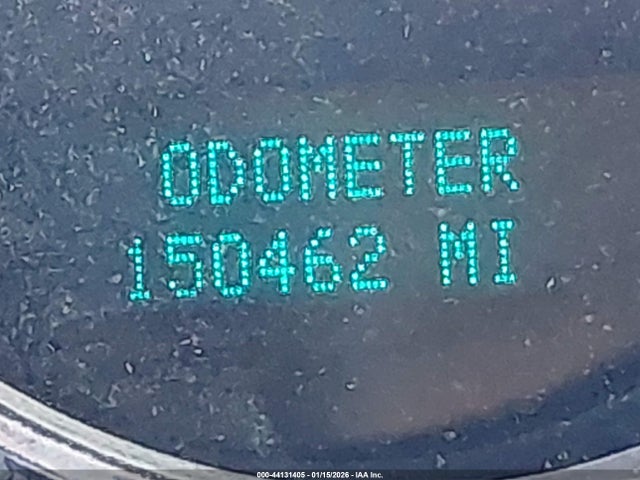 ODOMETER
150462 MI
000-44131405 - 01/15/2026 - IAA Inc.